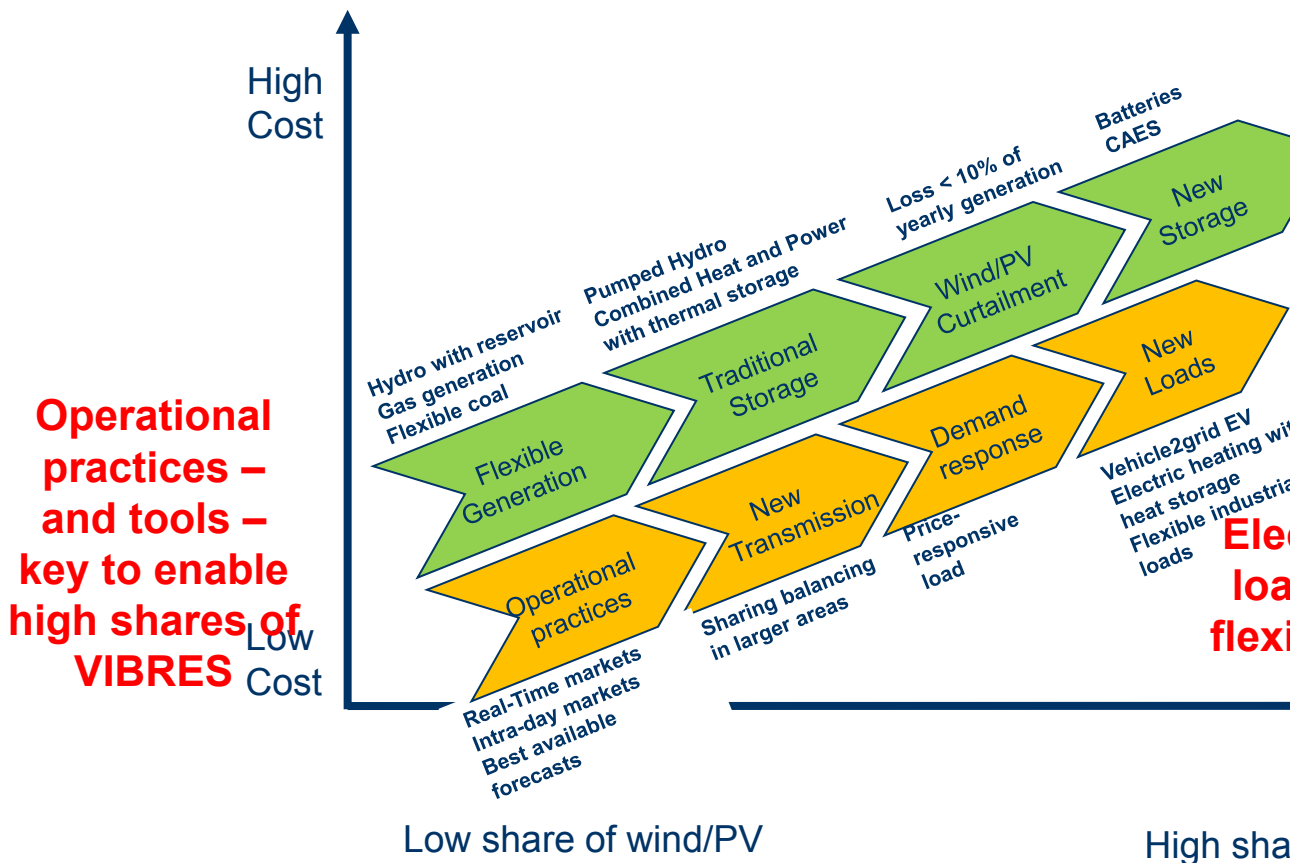 High
Cost
Batteries
CAES
New
Storage
Loss < 10% of
yearly generation
Wind/PV
Curtailment
Pumped Hydro
Combined Heat and Power
with thermal storage
Traditional
Storage
Hydro with reservoir
Gas generation
Flexible coal
Flexible
Generation
New
Loads
Vehicle2grid EV
Electric heating
heat storage
Flexible
loads
Demand
response
Price-
responsive
load
New
Transmission
Sharing balancing
in larger areas
Operational
practices
Real-Time markets
Intra-day markets
Best available
forecasts
Operational
practices –
and tools –
key to enable
high shares of
VIBRES
Low
Cost
Low share of wind/PV
High